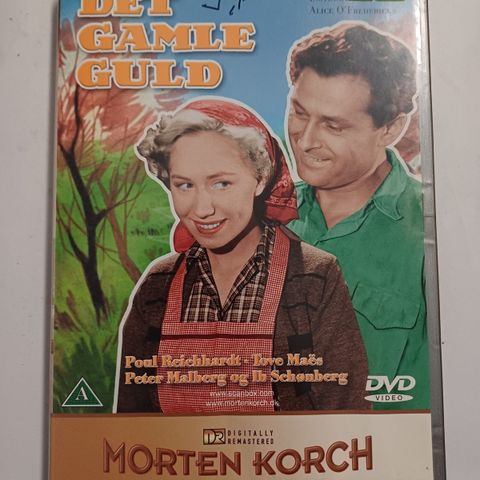 DET
GAMLE
GULD
ALICE O'FREDERICKS
Poul Reichhardt - Tove Maës
Peter Malberg og Ib Schønberg
www.scanbox.com
www.mortenkorch.dk
A
DVD
VIDEO
DR DIGITALLY
REMASTERED
MORTEN KORCH